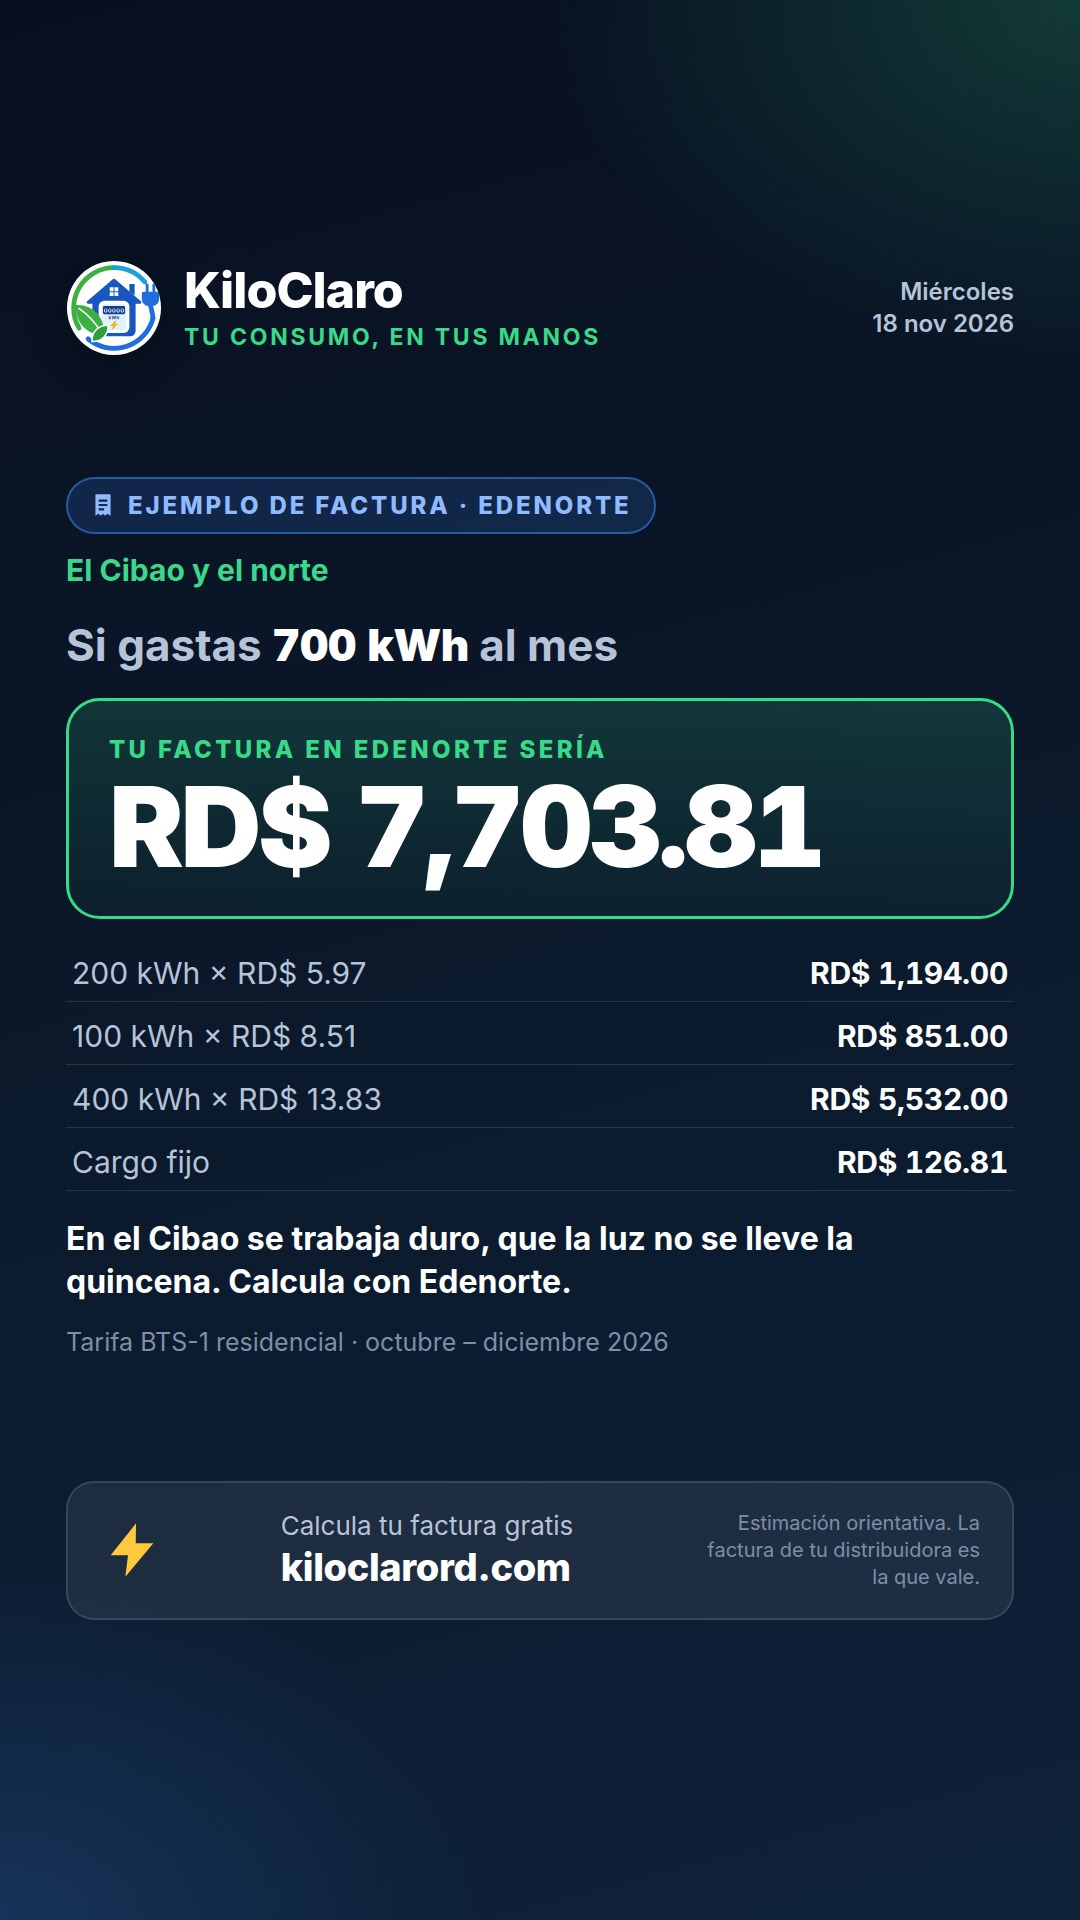 KiloClaro
TU CONSUMO, EN TUS MANOS
Miércoles
18 nov 2026
EJEMPLO DE FACTURA · EDENORTE
El Cibao y el norte
Si gastas 700 kWh al mes
TU FACTURA EN EDENORTE SERÍA
RD$ 7,703.81
200 kWh × RD$ 5.97 RD$ 1,194.00
100 kWh × RD$ 8.51 RD$ 851.00
400 kWh × RD$ 13.83 RD$ 5,532.00
Cargo fijo RD$ 126.81
En el Cibao se trabaja duro, que la luz no se lleve la
quincena. Calcula con Edenorte.
Tarifa BTS-1 residencial · octubre – diciembre 2026
Calcula tu factura gratis
kiloclarord.com
Estimación orientativa. La
factura de tu distribuidora es
la que vale.